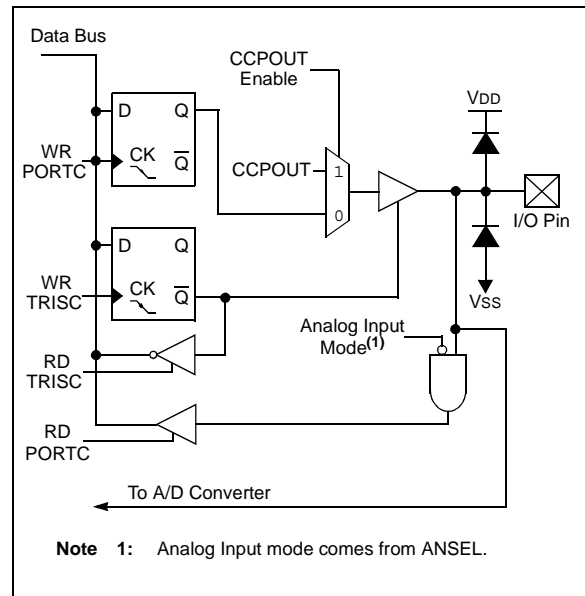 Data Bus
CCPOUT
Enable
VDD
D Q
WR
PORTC
CK Q
CCPOUT
1
0
I/O Pin
D Q
WR
TRISC
CK Q
VSS
Analog Input
Mode(1)
RD
TRISC
RD
PORTC
To A/D Converter
Note 1: Analog Input mode comes from ANSEL.